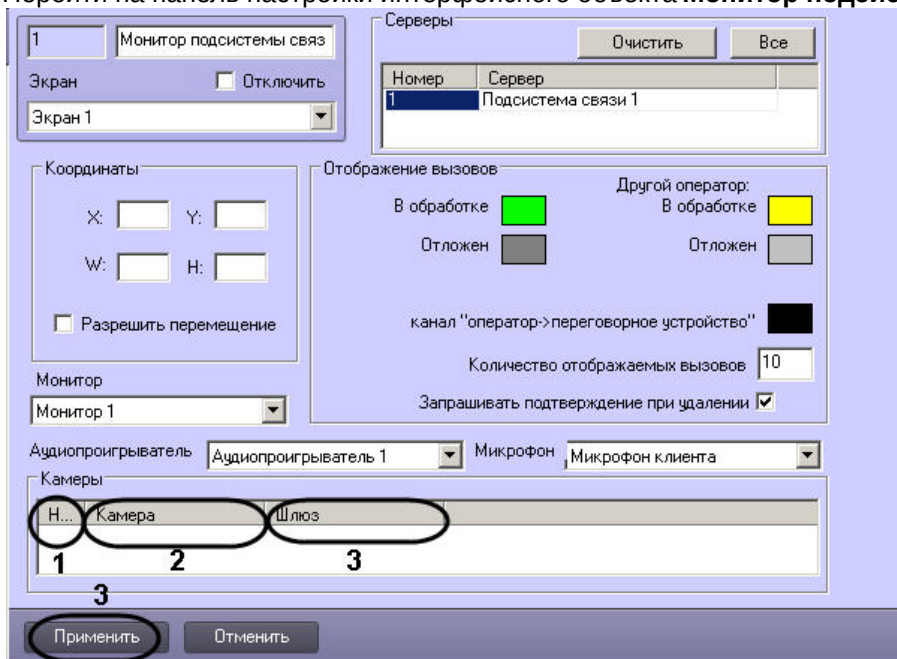 Перейти на панель настройки интерфейсного объекта Монитор
1
Монитор подсистемы связ
Экран
Отключить
Экран 1
Серверы
Очистить
Все
Номер
Сервер
1
Подсистема связи 1
Координаты
X:
Y:
W:
H:
Разрешить перемещение
Отображение вызовов
Другой оператор:
В обработке
В обработке
Отложен
Отложен
канал "оператор->переговорное устройство"
Количество отображаемых вызовов
10
Запрашивать подтверждение при удалении
Монитор
Монитор 1
Аудиопроигрыватель
Аудиопроигрыватель 1
Микрофон
Микрофон клиента
Камеры
Н...
Камера
Шлюз
1
2
3
3
Применить
Отменить